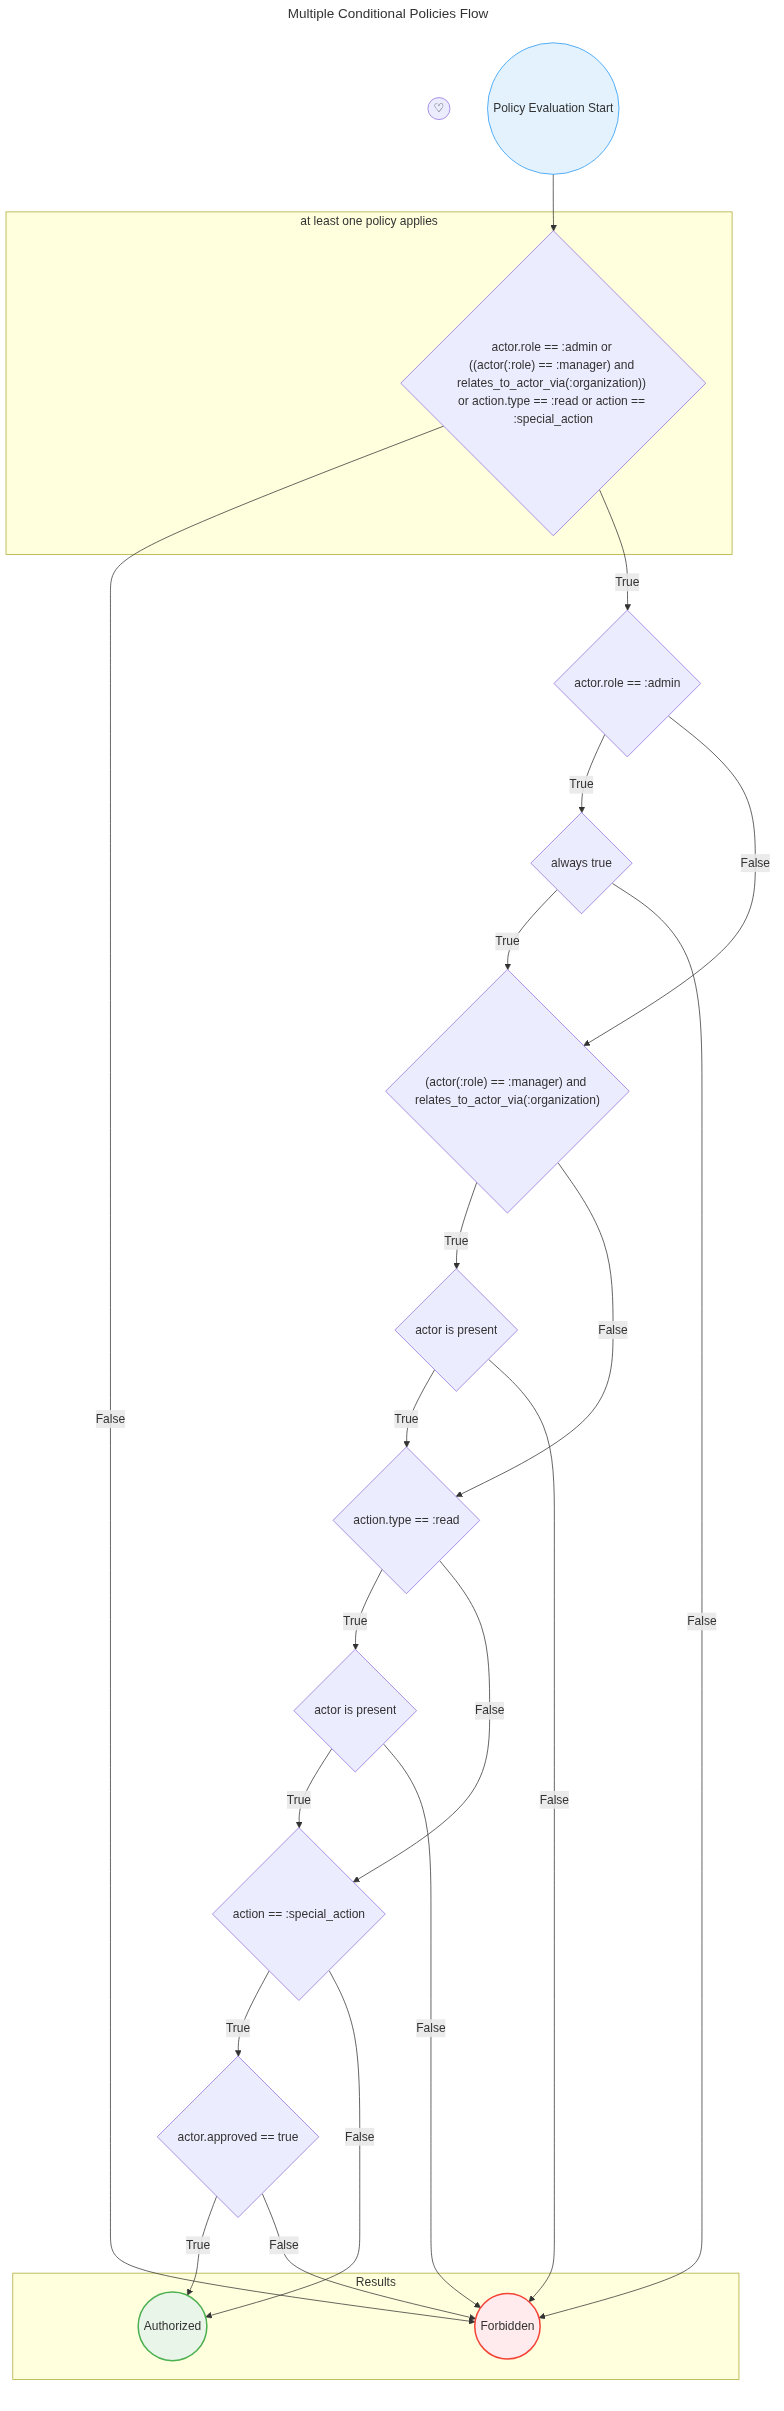 Multiple Conditional Policies Flow
♡
Policy Evaluation Start
at least one policy applies
actor.role == :admin or
((actor(:role) == :manager) and
relates_to_actor_via(:organization))
or action.type == :read or action ==
:special_action
True
actor.role == :admin
True
always true
False
True
(actor(:role) == :manager) and
relates_to_actor_via(:organization)
True
actor is present
False
True
False
action.type == :read
True
False
actor is present
False
True
False
action == :special_action
True
False
actor.approved == true
False
True
False
Results
Authorized
Forbidden